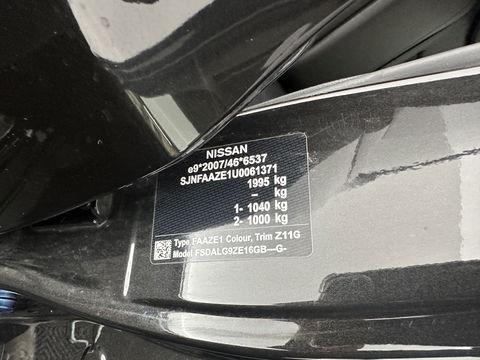 NISSAN
e9*2007/46*6537
SJNFAAZE1U0061371
1995 kg
– kg
1- 1040 kg
2- 1000 kg
Type FAAZE1 Colour, Trim Z11G
Model FSDALG9ZE16GB—G-